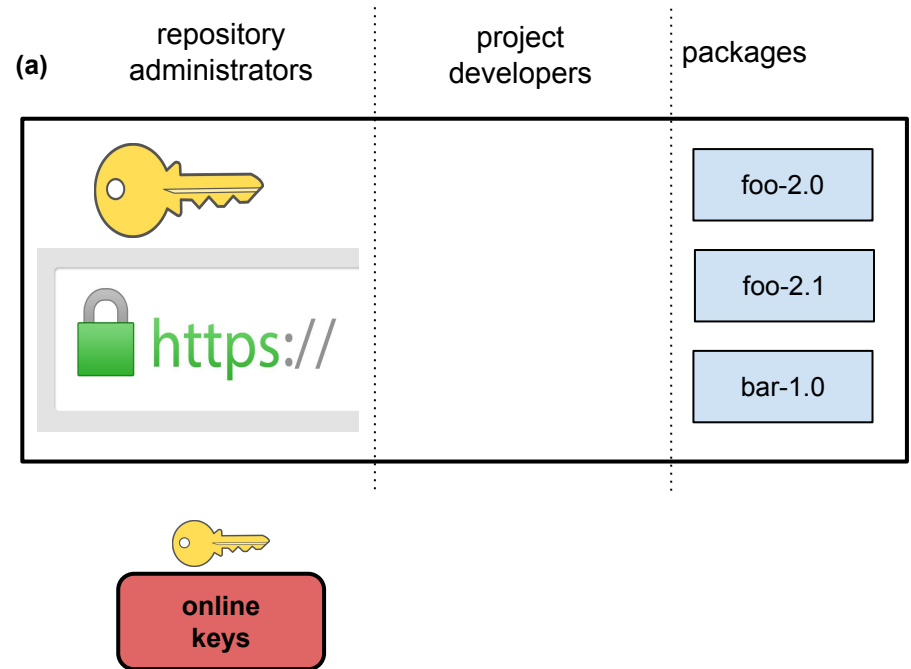 (a)
repository
administrators
project
developers
packages
foo-2.0
https://
foo-2.1
bar-1.0
online
keys